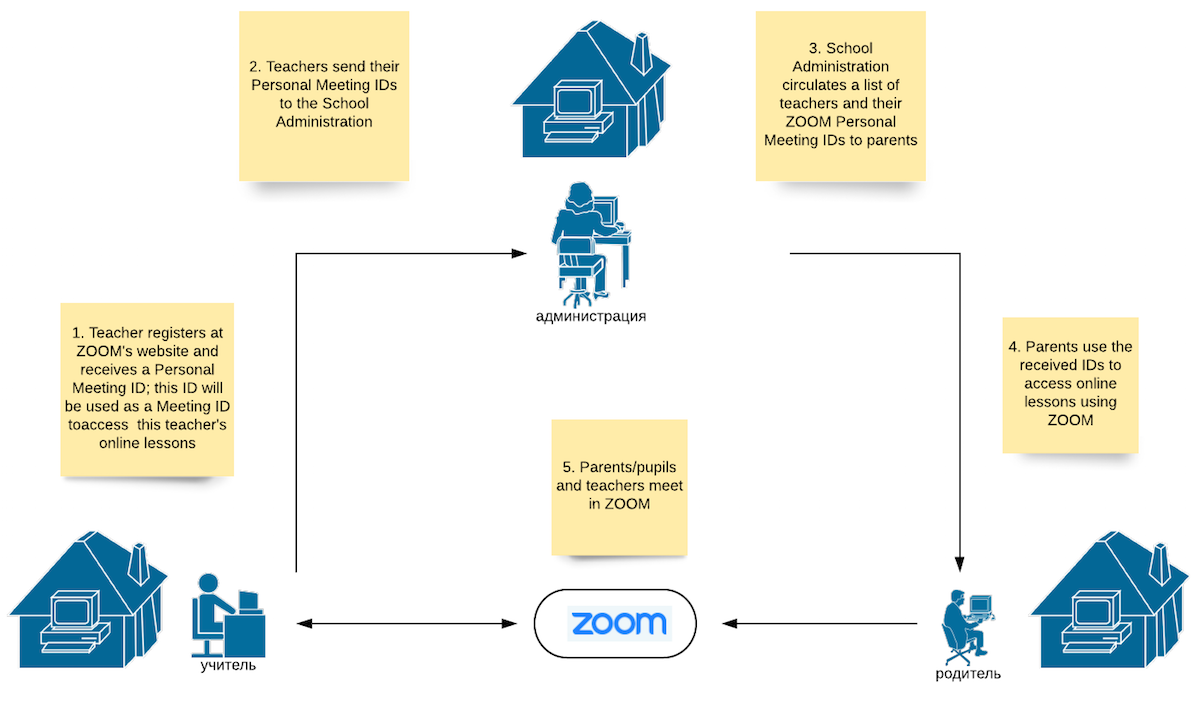 2. Teachers send their
Personal Meeting IDs
to the School
Administration
3. School
Administration
circulates a list of
teachers and their
ZOOM Personal
Meeting IDs to parents
администрация
1. Teacher registers at
ZOOM's website and
receives a Personal
Meeting ID; this ID will
be used as a Meeting ID
toaccess  this teacher's
online lessons
4. Parents use the
received IDs to
access online
lessons using
ZOOM
5. Parents/pupils
and teachers meet
in ZOOM
zoom
учитель
родитель